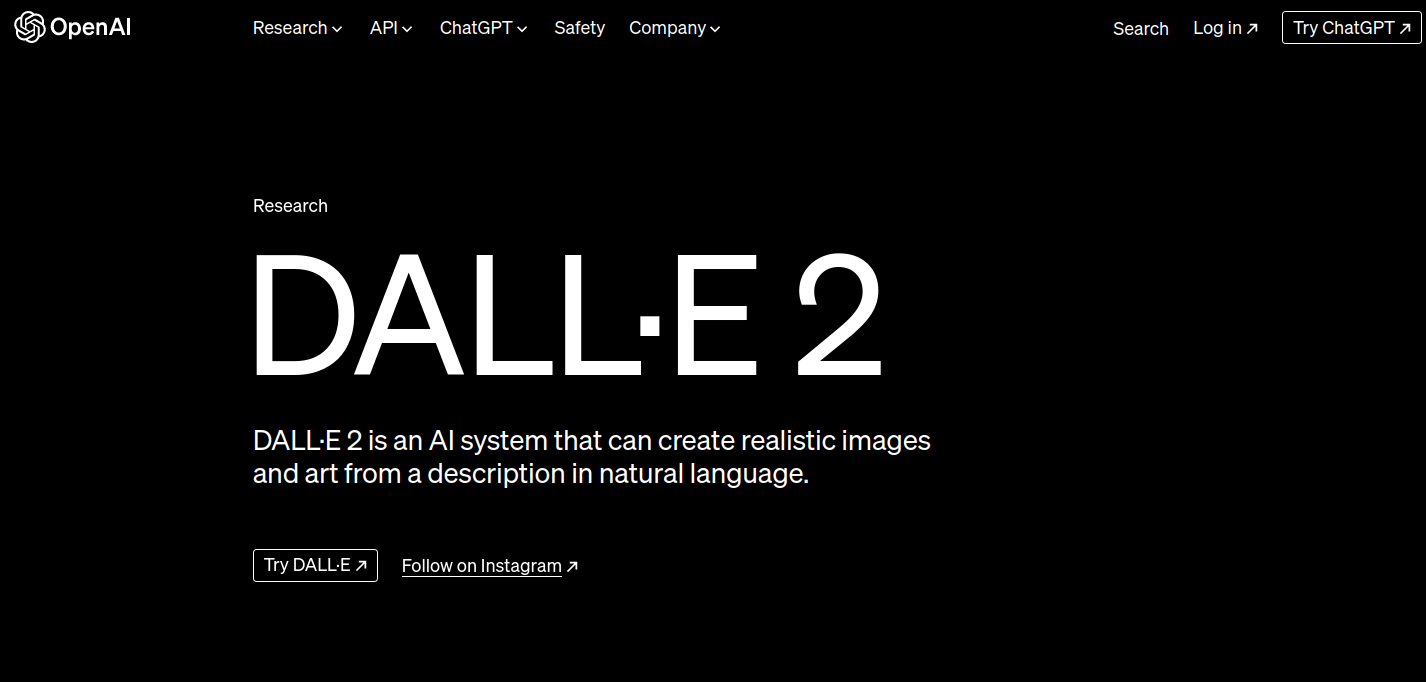 OpenAI
Research API ChatGPT Safety Company Search Log in Try ChatGPT
Research
DALL·E 2
DALL·E 2 is an AI system that can create realistic images
and art from a description in natural language.
Try DALL·E Follow on Instagram